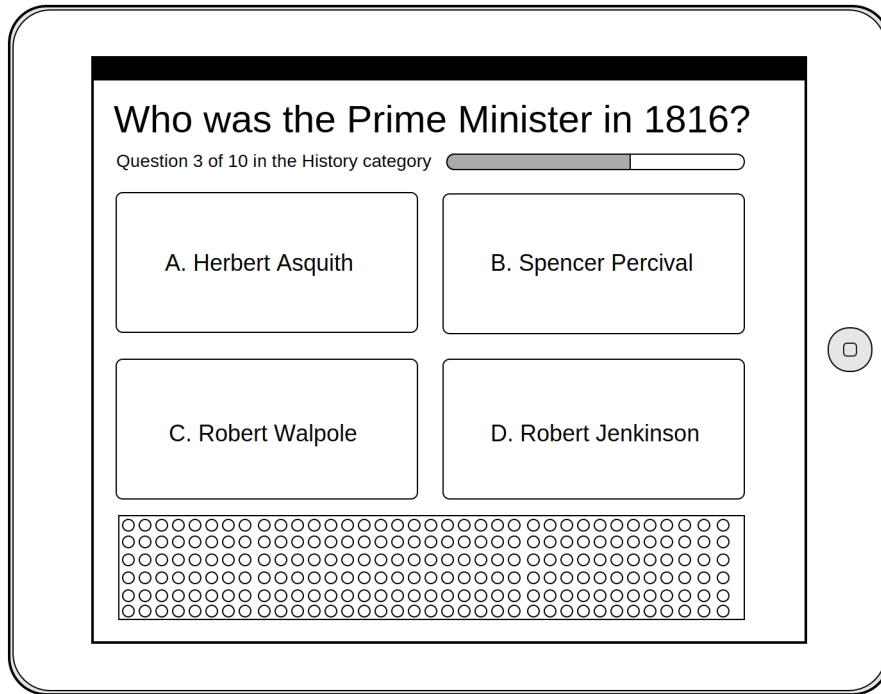 Who was the Prime Minister in 1816?
Question 3 of 10 in the History category
A. Herbert Asquith
B. Spencer Percival
C. Robert Walpole
D. Robert Jenkinson